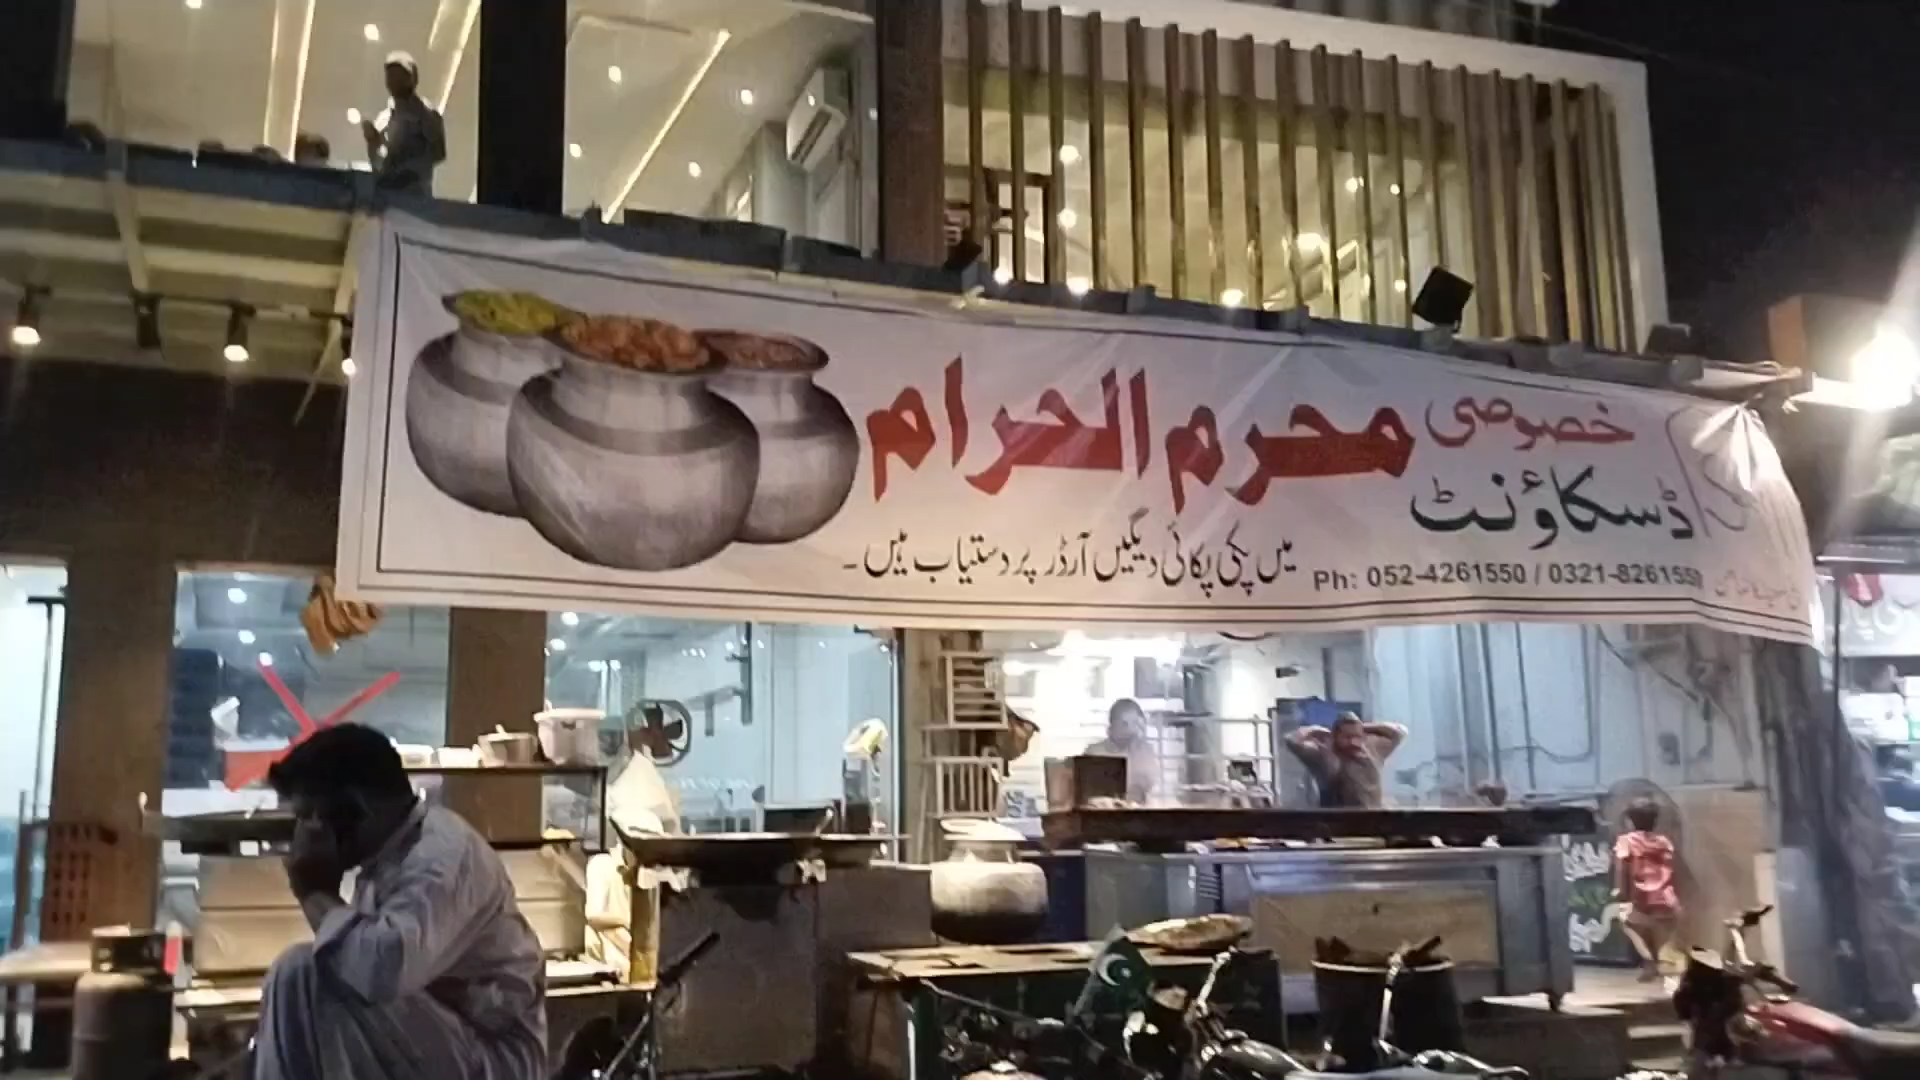 محرم الحرام خصوصی
ڈسکاؤنٹ
میں پکی پکائی دیگیں آرڈر پر دستیاب ہیں۔
Ph: 052-4261550 / 0321-8261550